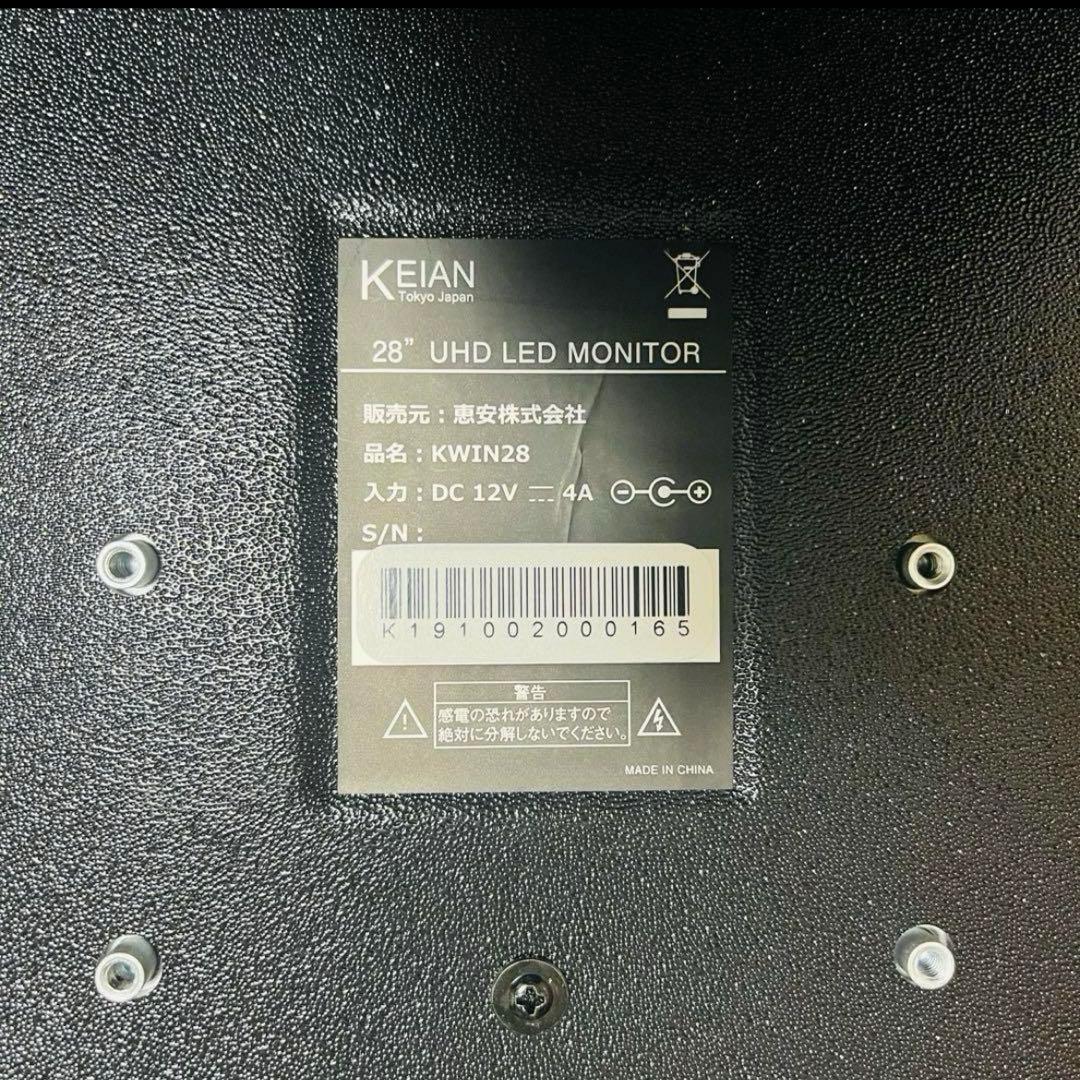 KEIAN
Tokyo Japan
28” UHD LED MONITOR
販売元：恵安株式会社
品名：KWIN28
入力：DC 12V ⎓ 4A
S/N：
K191002000165
警告
感電の恐れがありますので
絶対に分解しないでください。
MADE IN CHINA